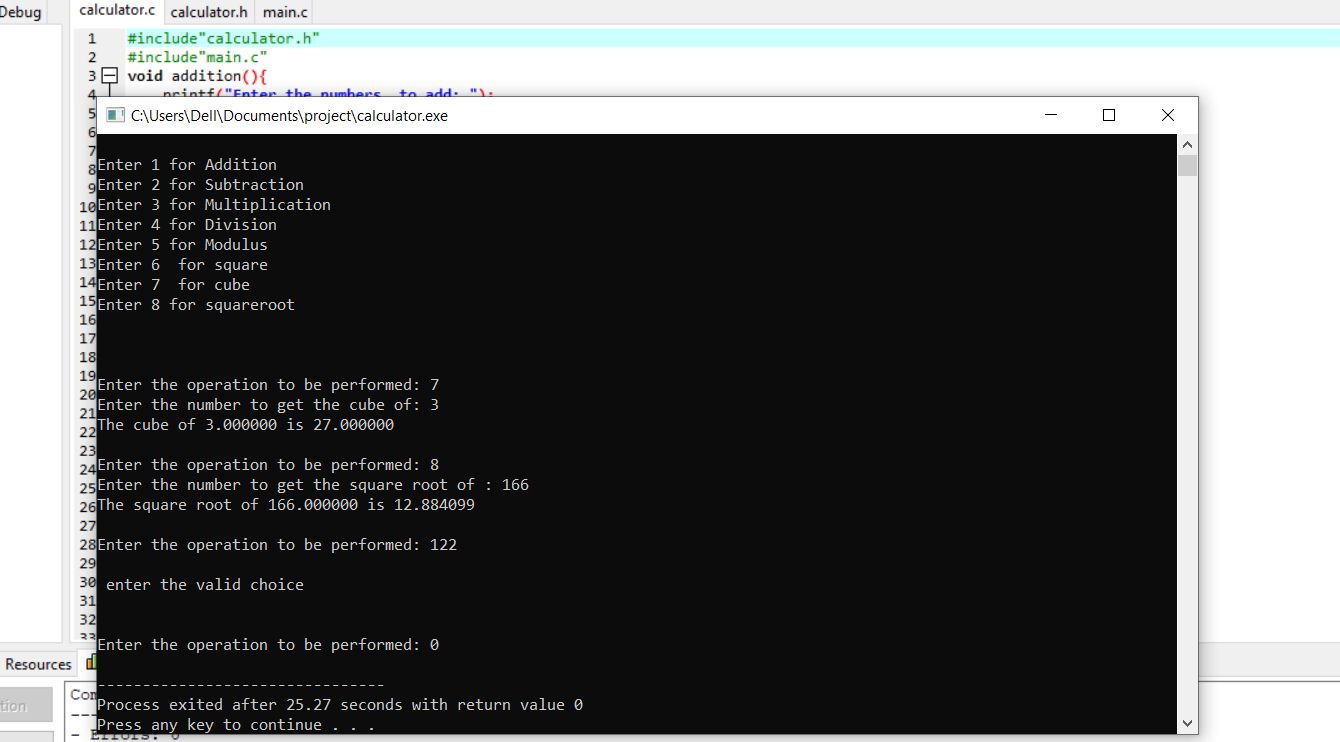 Debug
calculator.c calculator.h main.c
1 #include"calculator.h"
2 #include"main.c"
3 void addition(){
4 printf("Enter the numbers to add: ");
C:\Users\Dell\Documents\project\calculator.exe
5
6
7 Enter 1 for Addition
8 Enter 2 for Subtraction
9 Enter 3 for Multiplication
10
11 Enter 4 for Division
12 Enter 5 for Modulus
13 Enter 6  for square
14 Enter 7  for cube
15 Enter 8 for squareroot
16
17
18
19 Enter the operation to be performed: 7
20 Enter the number to get the cube of: 3
21
22 The cube of 3.000000 is 27.000000
23
24 Enter the operation to be performed: 8
25 Enter the number to get the square root of : 166
26 The square root of 166.000000 is 12.884099
27
28 Enter the operation to be performed: 122
29
30 enter the valid choice
31
32
33
Enter the operation to be performed: 0
Resources
--------------------------------
Process exited after 25.27 seconds with return value 0
Press any key to continue . . .
- Errors: 0